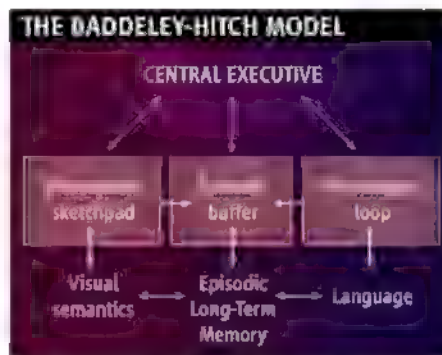 THE BADDELEY-HITCH MODEL
CENTRAL EXECUTIVE
sketchpad
buffer
loop
Visual
semantics
Episodic
Long-Term
Memory
Language